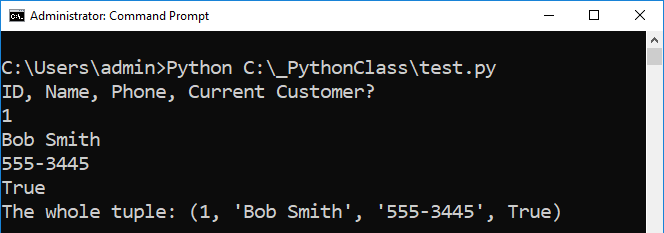 Administrator: Command Prompt
C:\Users\admin>Python C:\_PythonClass\test.py
ID, Name, Phone, Current Customer?
1
Bob Smith
555-3445
True
The whole tuple: (1, 'Bob Smith', '555-3445', True)